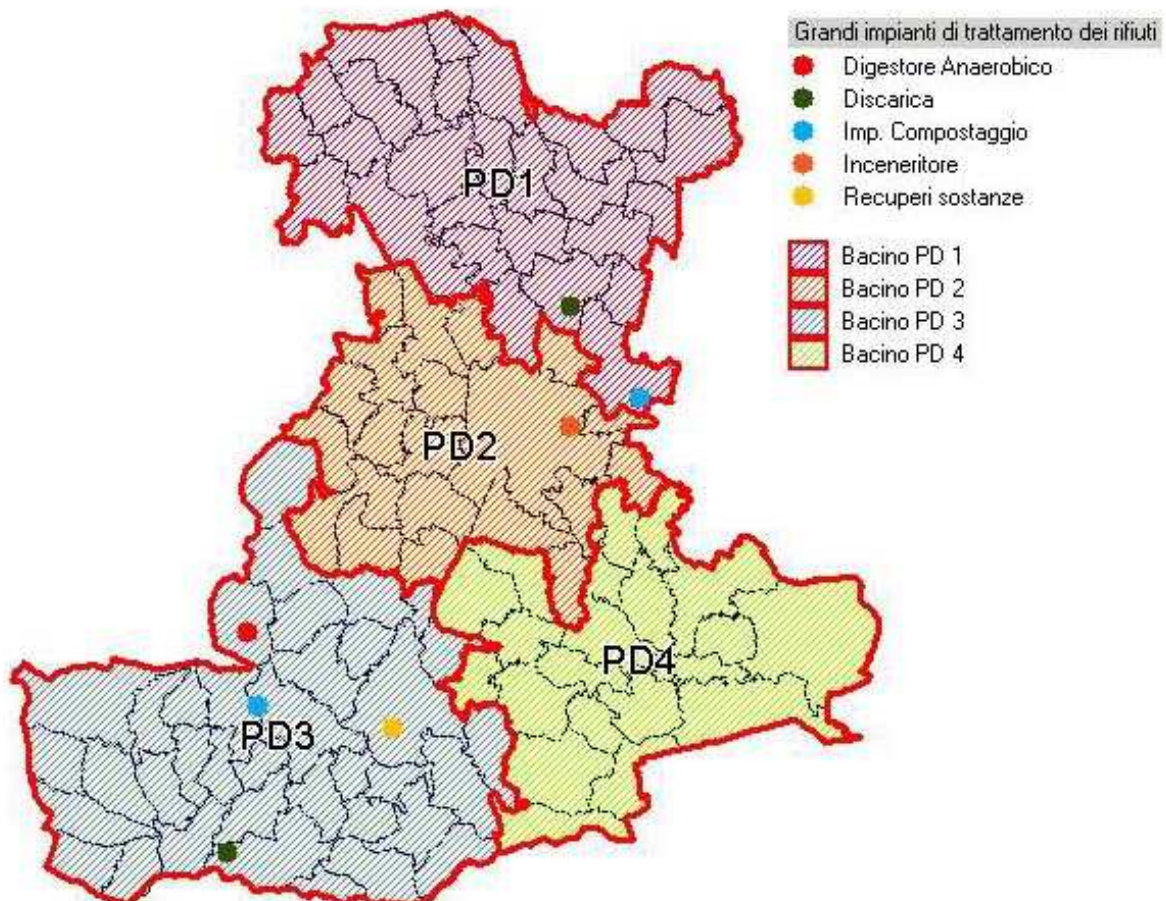 Grandi impianti di trattamento dei rifiuti
Digestore Anaerobico
Discarica
Imp. Compostaggio
Inceneritore
Recuperi sostanze
Bacino PD 1
Bacino PD 2
Bacino PD 3
Bacino PD 4
PD1
PD2
PD4
PD3